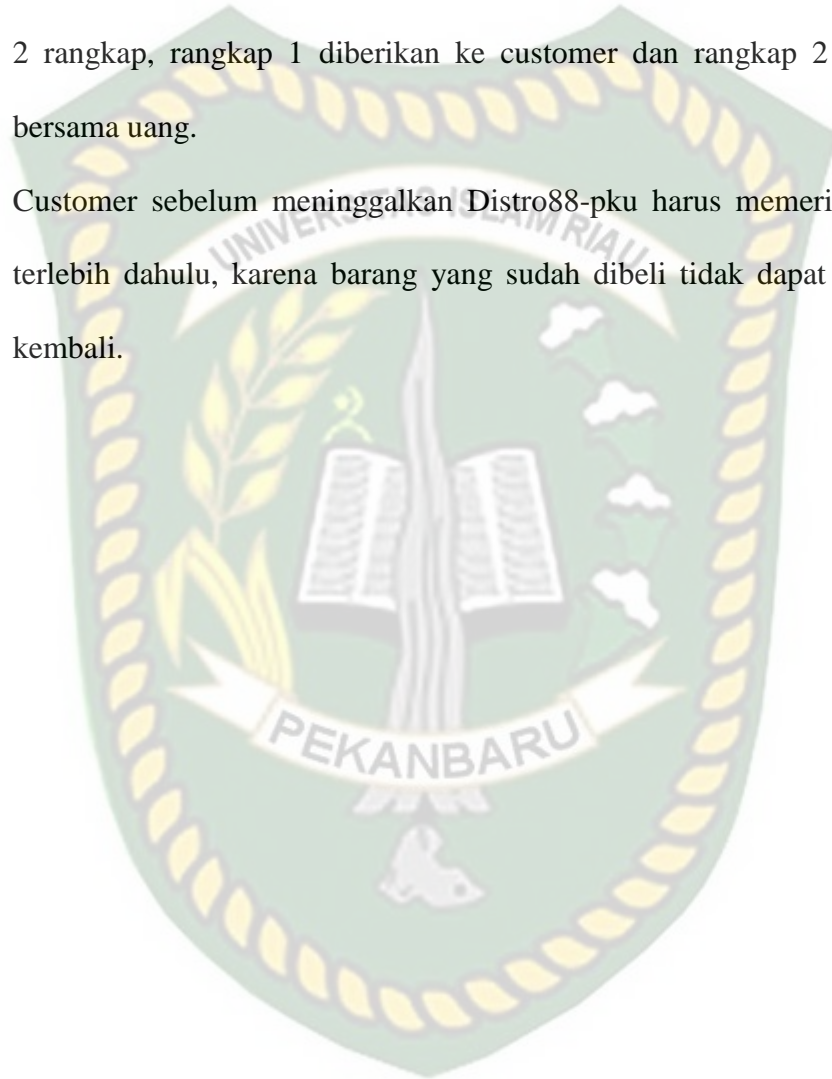 2 rangkap, rangkap 1 diberikan ke customer dan rangkap 2
bersama uang.
Customer sebelum meninggalkan Distro88-pku harus memeri
terlebih dahulu, karena barang yang sudah dibeli tidak dapat
kembali.
UNIVERSITAS ISLAM RIAU
PEKANBARU